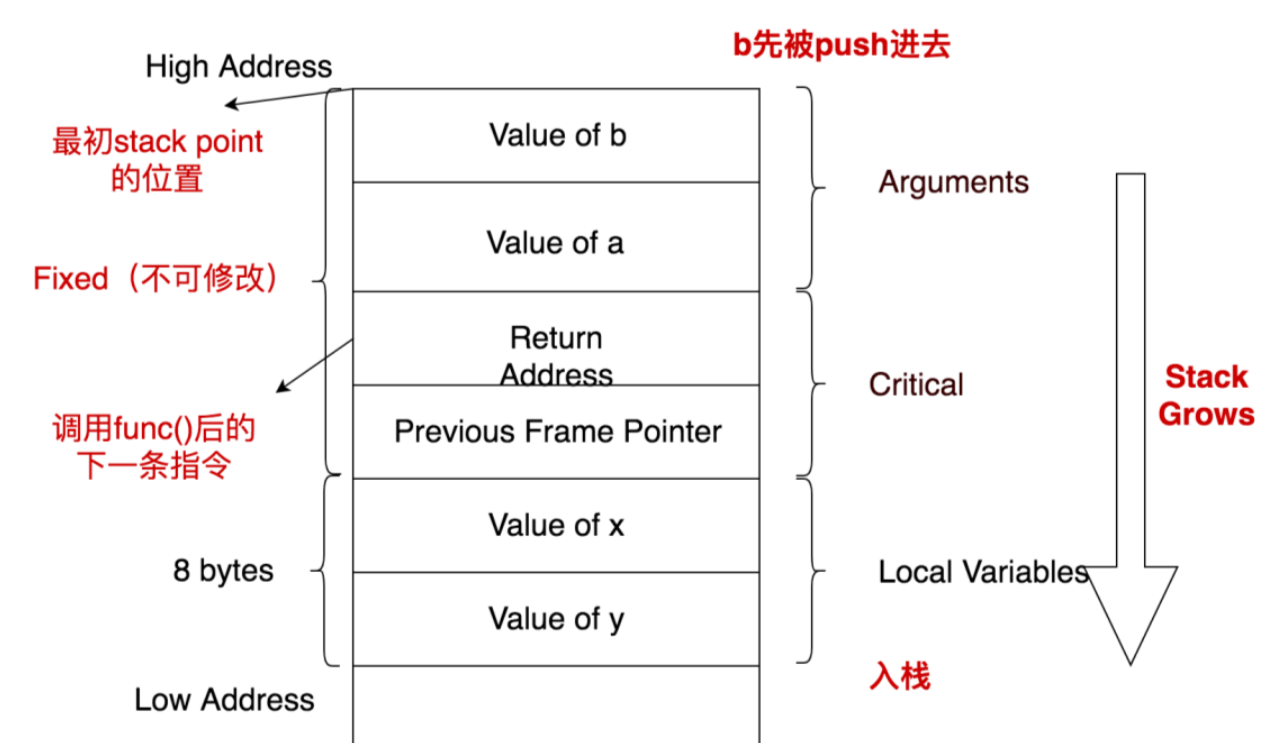 b先被push进去
High Address
最初stack point
的位置
Value of b
Arguments
Value of a
Fixed（不可修改）
Return
Address
Critical
Stack
Grows
调用func()后的
下一条指令
Previous Frame Pointer
Value of x
8 bytes
Local Variables
Value of y
入栈
Low Address